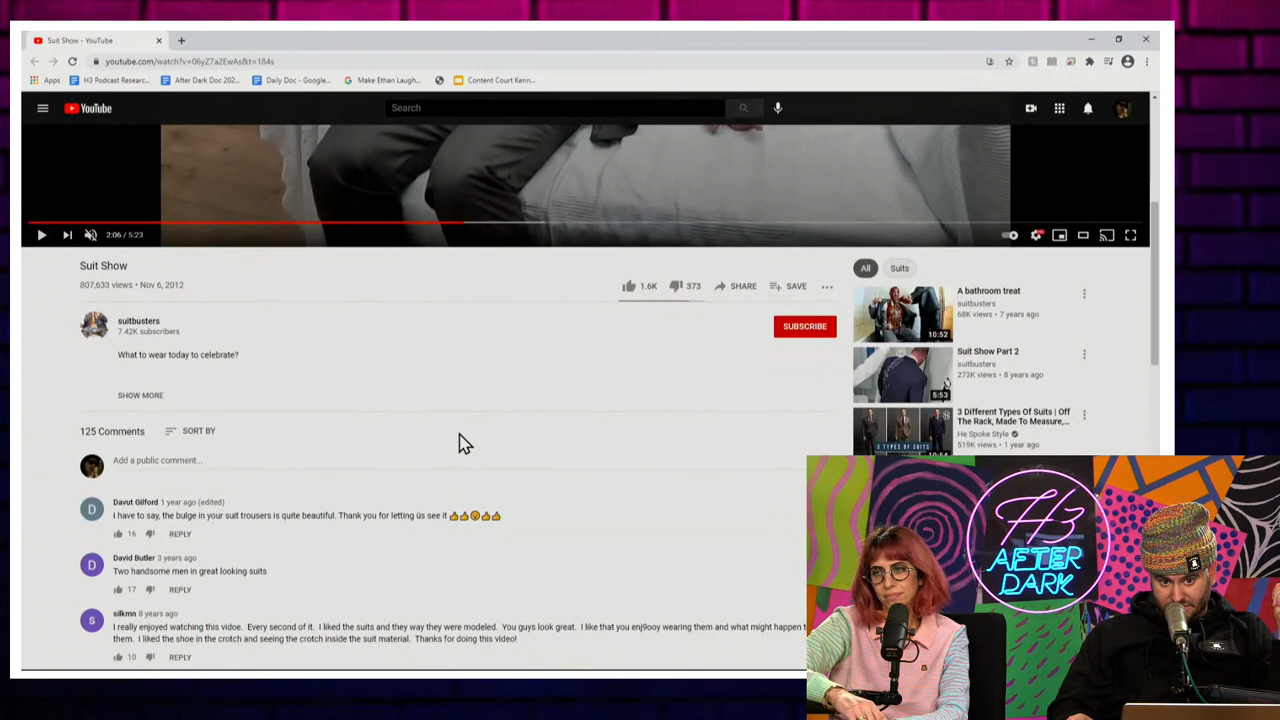 Suit Show - YouTube
youtube.com/watch?v=06yZ7a2EwAs&t=184s
Apps H3 Podcast Researc... After Dark Doc 202... Daily Doc - Google... Make Ethan Laugh... Content Court Kenn...
YouTube
Search
2:06 / 5:23
Suit Show
807,633 views • Nov 6, 2012
1.6K 373 SHARE SAVE
suitbusters
7.42K subscribers
SUBSCRIBE
What to wear today to celebrate?
SHOW MORE
125 Comments SORT BY
Add a public comment...
Davut Gilford 1 year ago (edited)
I have to say, the bulge in your suit trousers is quite beautiful. Thank you for letting üs see it
16 REPLY
David Butler 3 years ago
Two handsome men in great looking suits
17 REPLY
silkmn 8 years ago
I really enjoyed watching this vidoe. Every second of it. I liked the suits and they way they were modeled. You guys look great. I like that you enj9ooy wearing them and what might happen t
them. I liked the shoe in the crotch and seeing the crotch inside the suit material. Thanks for doing this video!
10 REPLY
All Suits
A bathroom treat
suitbusters
68K views • 7 years ago
10:52
Suit Show Part 2
suitbusters
273K views • 8 years ago
5:53
3 Different Types Of Suits | Off
The Rack, Made To Measure,...
He Spoke Style
519K views • 1 year ago
3 TYPES OF SUITS
H3
AFTER
DARK